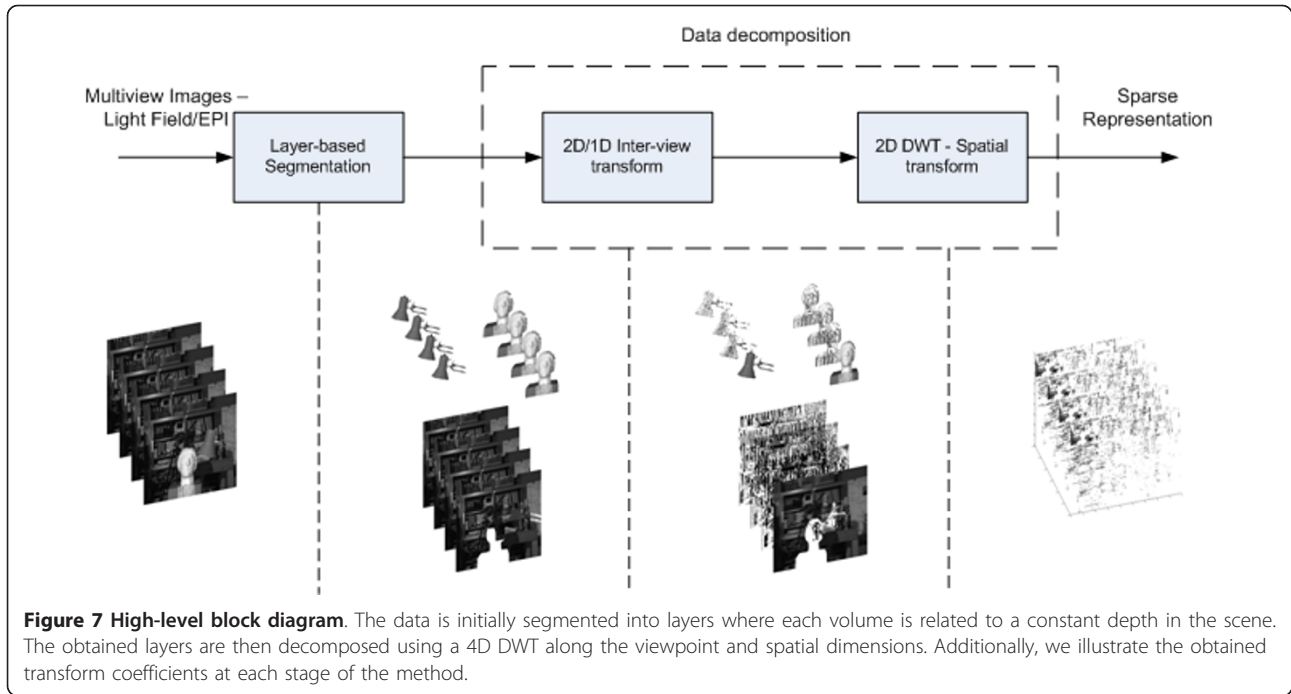 Data decomposition
Multiview Images –
Light Field/EPI
Layer-based
Segmentation
2D/1D Inter-view
transform
2D DWT - Spatial
transform
Sparse
Representation
Figure 7 High-level block diagram. The data is initially segmented into layers where each volume is related to a constant depth in the scene.
The obtained layers are then decomposed using a 4D DWT along the viewpoint and spatial dimensions. Additionally, we illustrate the obtained
transform coefficients at each stage of the method.